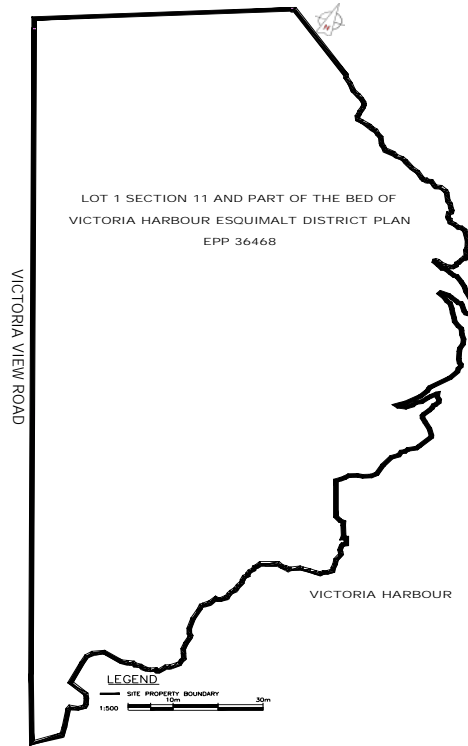 N
LOT 1 SECTION 11 AND PART OF THE BED OF
VICTORIA HARBOUR ESQUIMALT DISTRICT PLAN
EPP 36468
VICTORIA VIEW ROAD
VICTORIA HARBOUR
LEGEND
SITE PROPERTY BOUNDARY
10m 30m
1:500